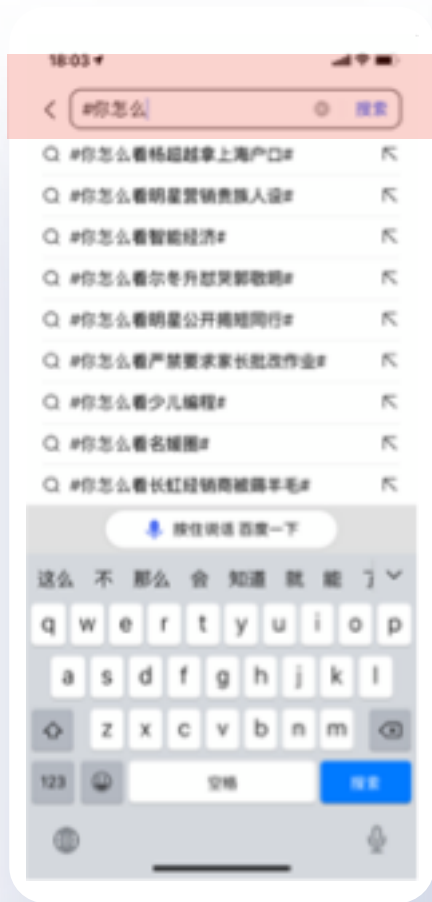 18:03
#你怎么
搜索
#你怎么看杨超越拿上海户口#
#你怎么看明星营销贵族人设#
#你怎么看智能经济#
#你怎么看尔冬升怼哭郭敬明#
#你怎么看明星公开揭短同行#
#你怎么看严禁要求家长批改作业#
#你怎么看少儿编程#
#你怎么看名媛圈#
#你怎么看长虹经销商被薅羊毛#
按住说话 百度一下
这么 不 那么 会 知道 就 能
q w e r t y u i o p
a s d f g h j k l
z x c v b n m
123 空格 搜索